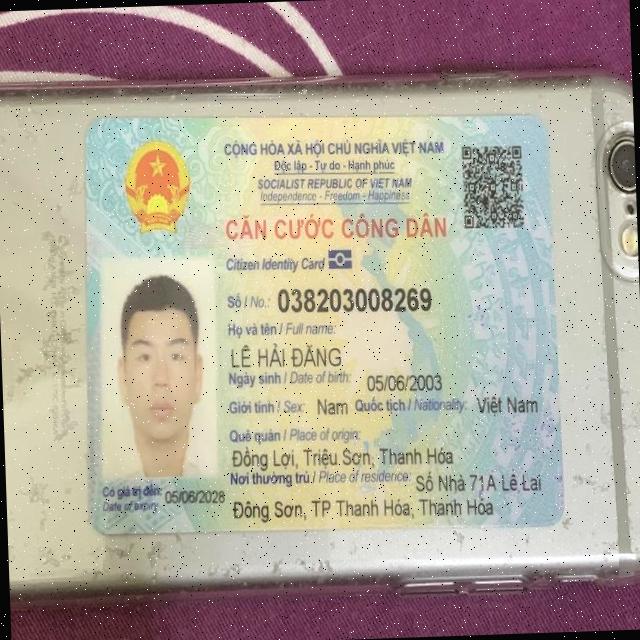 CỘNG HÒA XÃ HỘI CHỦ NGHĨA VIỆT NAM
Độc lập - Tự do - Hạnh phúc
SOCIALIST REPUBLIC OF VIET NAM
Independence - Freedom - Happiness
CĂN CƯỚC CÔNG DÂN
Citizen Identity Card
Số / No.: 038203008269
Họ và tên / Full name:
LÊ HẢI ĐĂNG
Ngày sinh / Date of birth: 05/06/2003
Giới tính / Sex: Nam Quốc tịch / Nationality: Việt Nam
Quê quán / Place of origin:
Đồng Lợi, Triệu Sơn, Thanh Hóa
Nơi thường trú / Place of residence: Số Nhà 71A Lê Lai
Đông Sơn, TP Thanh Hóa, Thanh Hóa
Có giá trị đến: 05/06/2028
Date of expiry